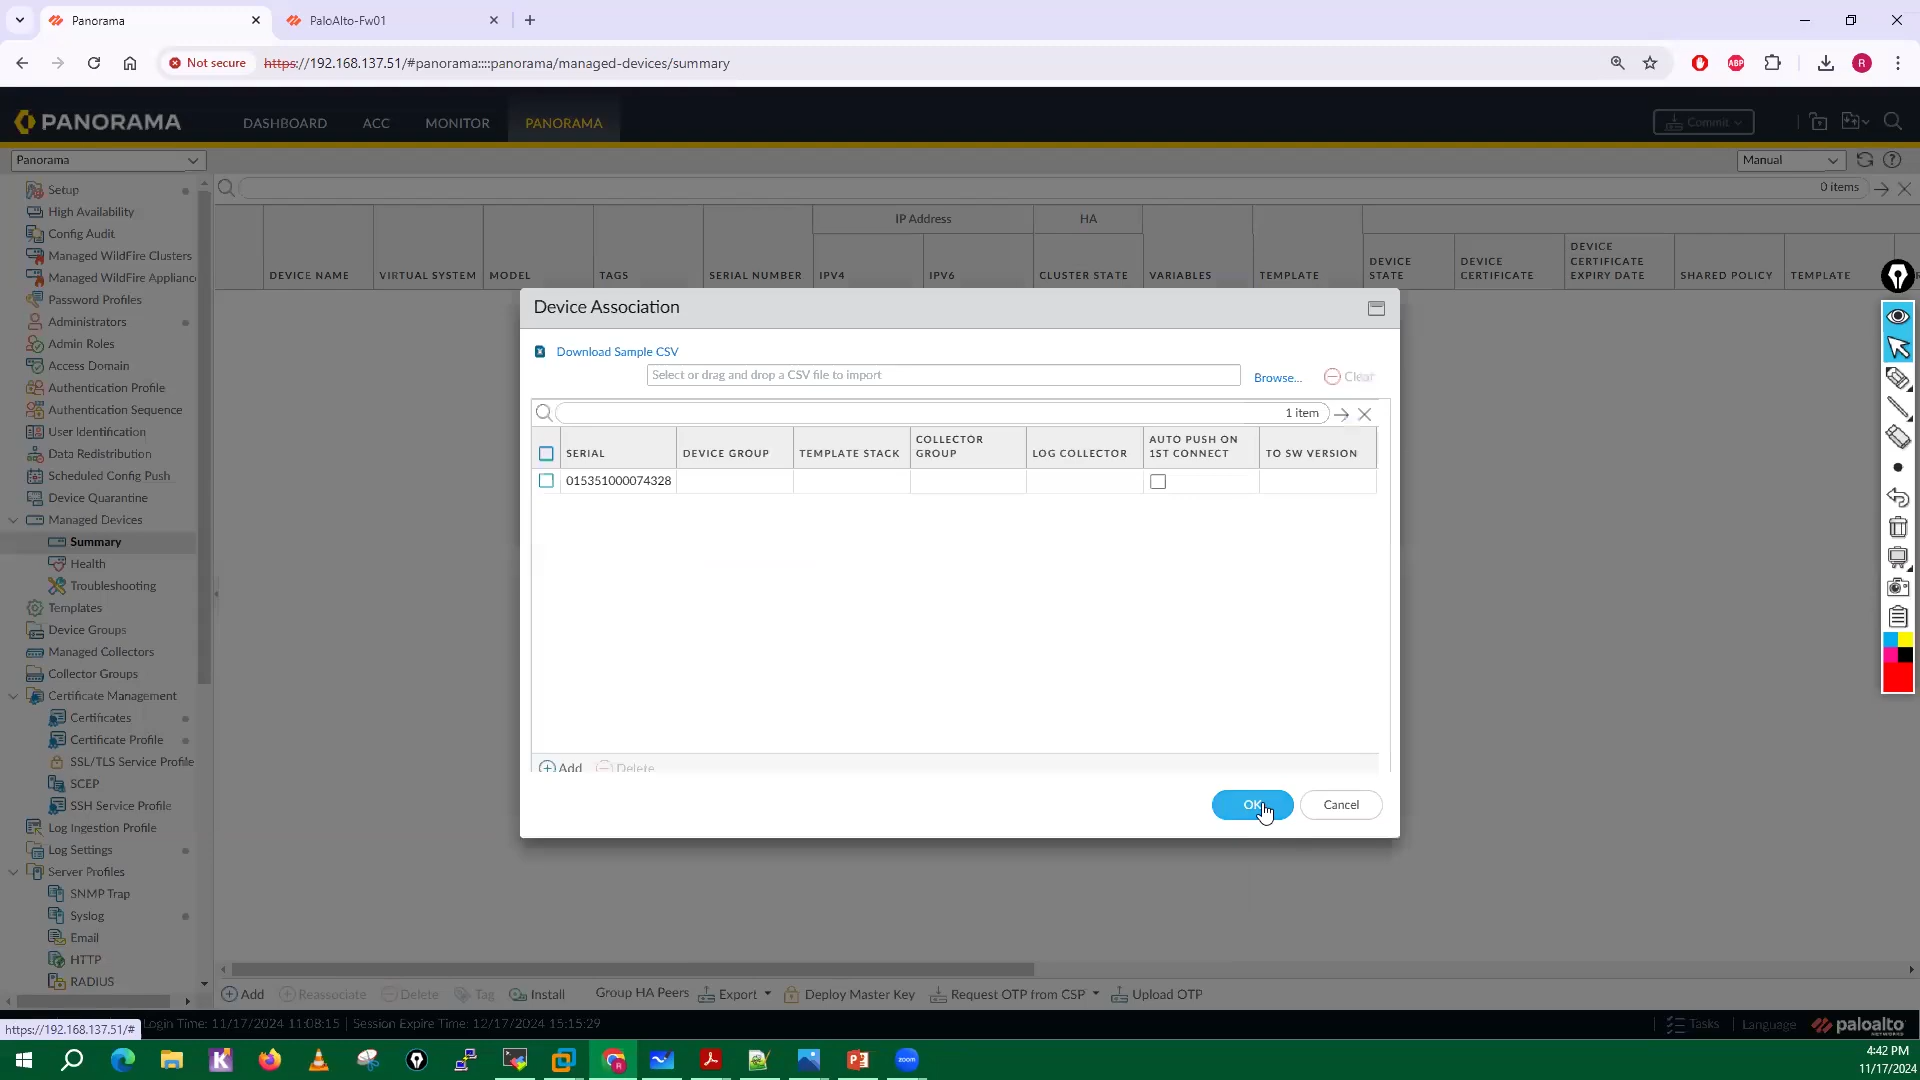 Panorama
PaloAlto-Fw01
Not secure
https://192.168.137.51/#panorama::::panorama/managed-devices/summary
ABP
R
PANORAMA
DASHBOARD
ACC
MONITOR
PANORAMA
Commit
Panorama
Manual
0 items
Setup
High Availability
Config Audit
Managed WildFire Clusters
Managed WildFire Appliance
Password Profiles
Administrators
Admin Roles
Access Domain
Authentication Profile
Authentication Sequence
User Identification
Data Redistribution
Scheduled Config Push
Device Quarantine
Managed Devices
Summary
Health
Troubleshooting
Templates
Device Groups
Managed Collectors
Collector Groups
Certificate Management
Certificates
Certificate Profile
SSL/TLS Service Profile
SCEP
SSH Service Profile
Log Ingestion Profile
Log Settings
Server Profiles
SNMP Trap
Syslog
Email
HTTP
RADIUS
IP Address
HA
DEVICE NAME
VIRTUAL SYSTEM
MODEL
TAGS
SERIAL NUMBER
IPV4
IPV6
CLUSTER STATE
VARIABLES
TEMPLATE
DEVICE STATE
DEVICE CERTIFICATE
DEVICE CERTIFICATE EXPIRY DATE
SHARED POLICY
TEMPLATE
Device Association
Download Sample CSV
Select or drag and drop a CSV file to import
Browse...
Clear
1 item
SERIAL
DEVICE GROUP
TEMPLATE STACK
COLLECTOR GROUP
LOG COLLECTOR
AUTO PUSH ON 1ST CONNECT
TO SW VERSION
015351000074328
Add
Delete
OK
Cancel
Add
Reassociate
Delete
Tag
Install
Group HA Peers
Export
Deploy Master Key
Request OTP from CSP
Upload OTP
https://192.168.137.51/#
Login Time: 11/17/2024 11:08:15 | Session Expire Time: 12/17/2024 15:15:29
Tasks
Language
paloalto
NETWORKS
zoom
4:42 PM
11/17/2024